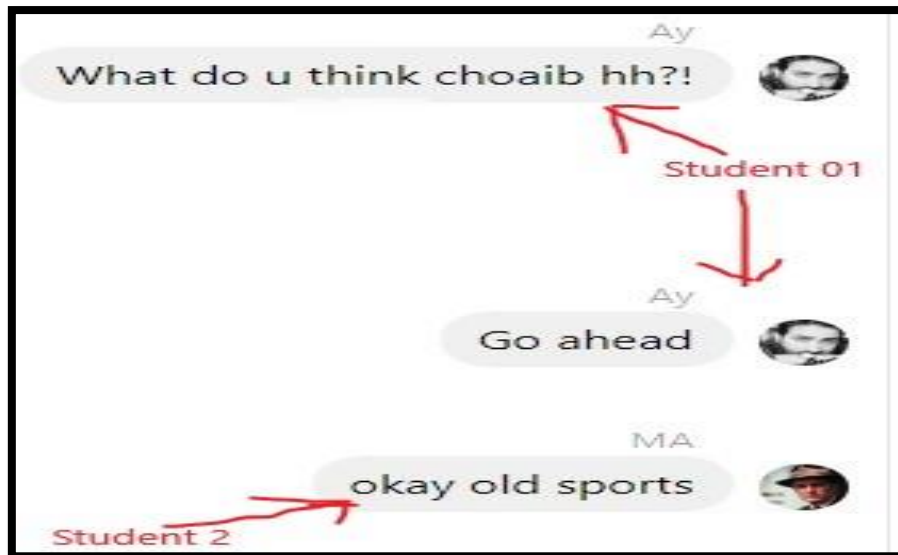 Ay
What do u think choaib hh?!
Student 01
Ay
Go ahead
MA
okay old sports
Student 2